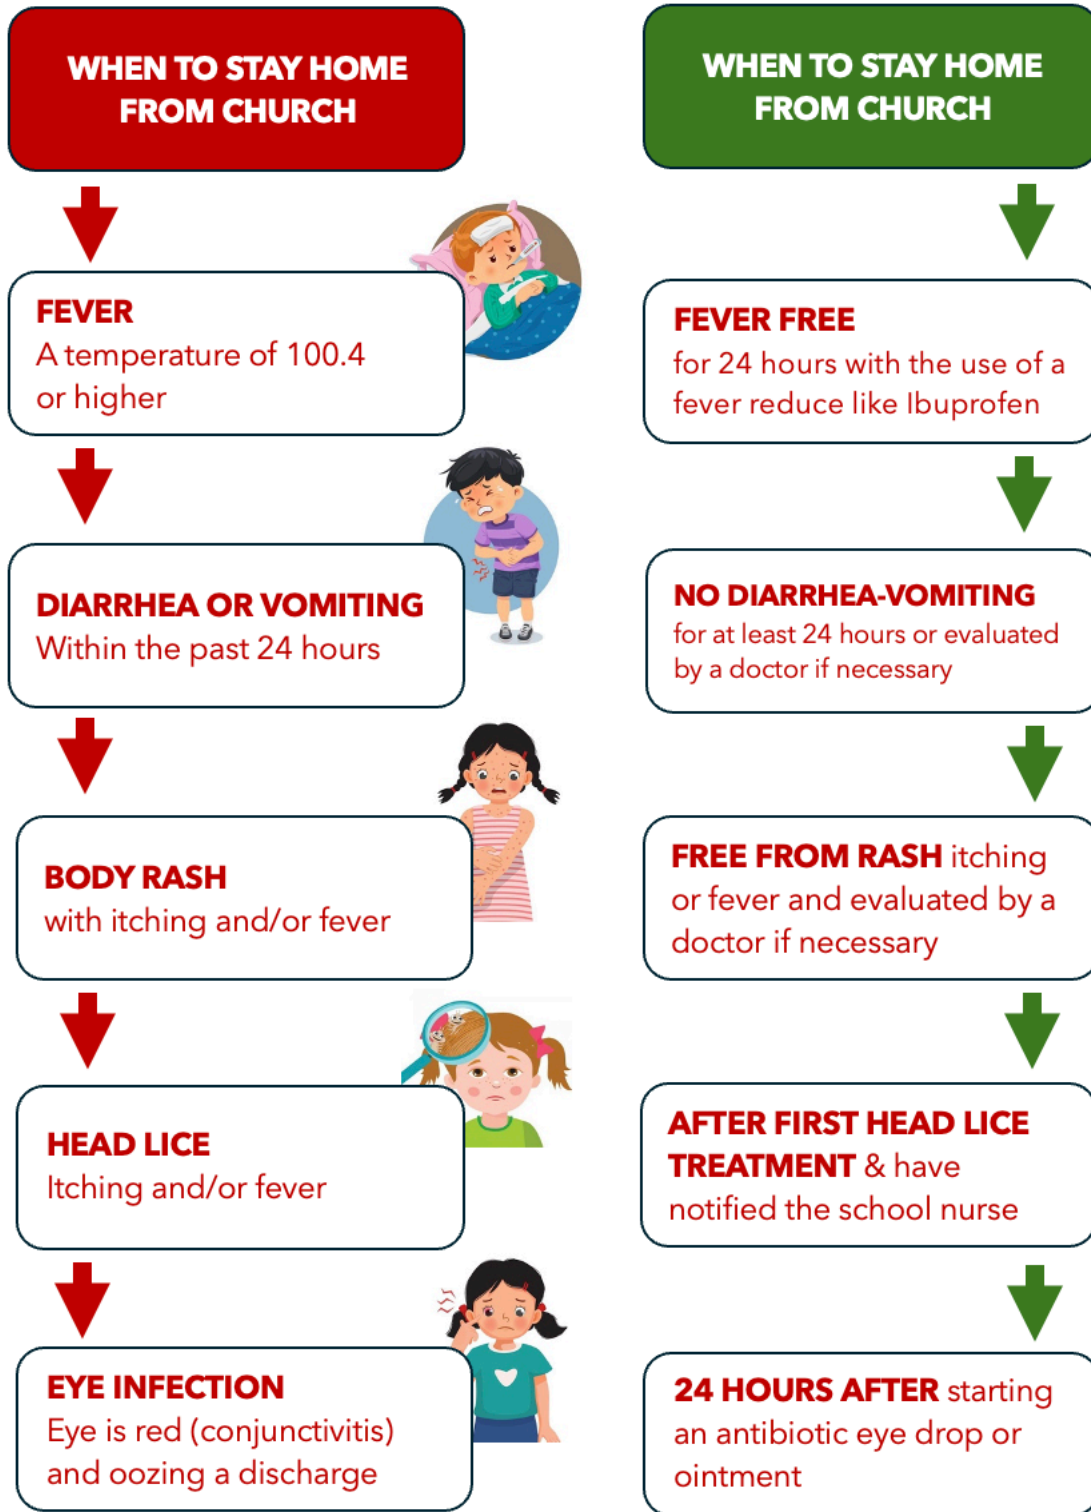 WHEN TO STAY HOME
FROM CHURCH
FEVER
A temperature of 100.4
or higher
DIARRHEA OR VOMITING
Within the past 24 hours
BODY RASH
with itching and/or fever
HEAD LICE
Itching and/or fever
EYE INFECTION
Eye is red (conjunctivitis)
and oozing a discharge
WHEN TO STAY HOME
FROM CHURCH
FEVER FREE
for 24 hours with the use of a
fever reduce like Ibuprofen
NO DIARRHEA-VOMITING
for at least 24 hours or evaluated
by a doctor if necessary
FREE FROM RASH itching
or fever and evaluated by a
doctor if necessary
AFTER FIRST HEAD LICE
TREATMENT & have
notified the school nurse
24 HOURS AFTER starting
an antibiotic eye drop or
ointment